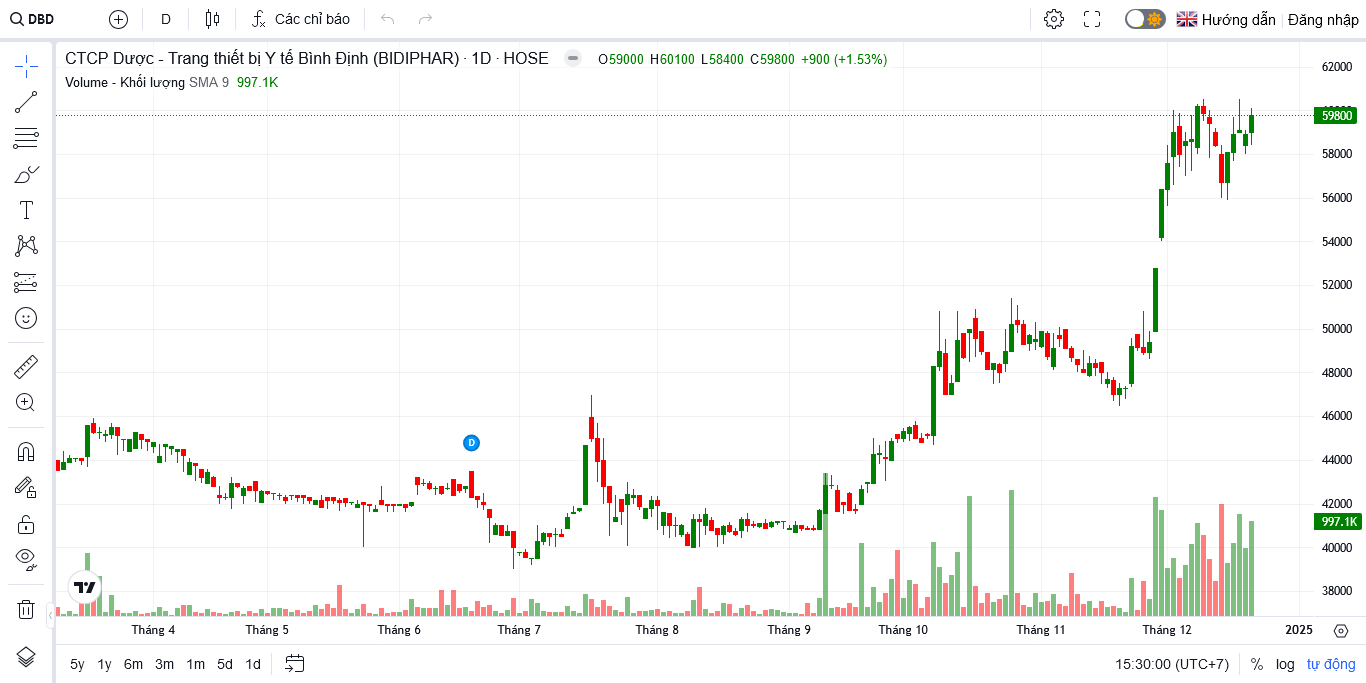 DBD D Các chỉ báo Hướng dẫn Đăng nhập
CTCP Dược - Trang thiết bị Y tế Bình Định (BIDIPHAR) · 1D · HOSE O59000 H60100 L58400 C59800 +900 (+1.53%)
Volume - Khối lượng SMA 9 997.1K
62000
59800
58000
56000
54000
52000
50000
48000
46000
44000
D
42000
997.1K
40000
38000
Tháng 4 Tháng 5 Tháng 6 Tháng 7 Tháng 8 Tháng 9 Tháng 10 Tháng 11 Tháng 12 2025
5y 1y 6m 3m 1m 5d 1d 15:30:00 (UTC+7) % log tự động